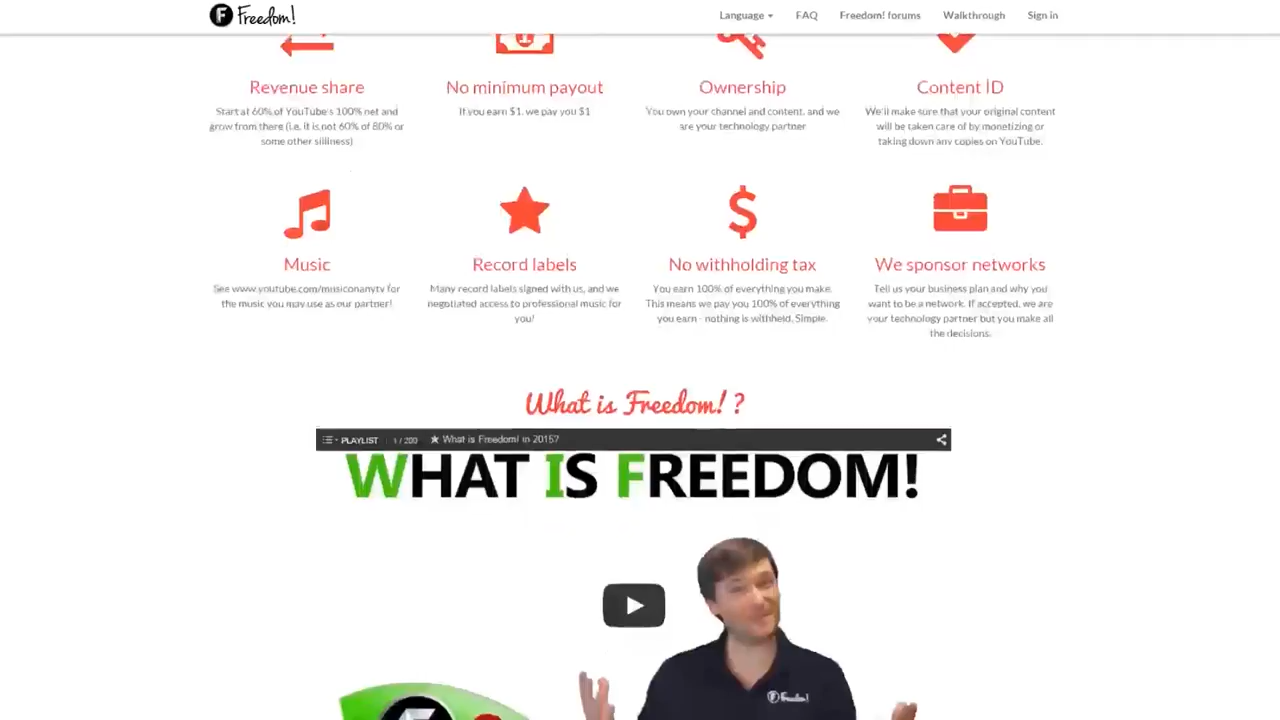 Freedom!
Language
FAQ
Freedom! forums
Walkthrough
Sign in
Revenue share
Start at 60% of YouTube's 100% net and
grow from there (i.e. it is not 60% of 80% or
some other silliness)
No minimum payout
If you earn $1, we pay you $1
Ownership
You own your channel and content, and we
are your technology partner
Content ID
We'll make sure that your original content
will be taken care of by monetizing or
taking down any copies on YouTube.
Music
See www.youtube.com/musiconanytv for
the music you may use as our partner!
Record labels
Many record labels signed with us, and we
negotiated access to professional music for
you!
No withholding tax
You earn 100% of everything you make.
This means we pay you 100% of everything
you earn - nothing is withheld. Simple.
We sponsor networks
Tell us your business plan and why you
want to be a network. If accepted, we are
your technology partner but you make all
the decisions.
What is Freedom! ?
PLAYLIST 1 / 200 ★ What is Freedom! in 2015?
WHAT IS FREEDOM!
Freedom!